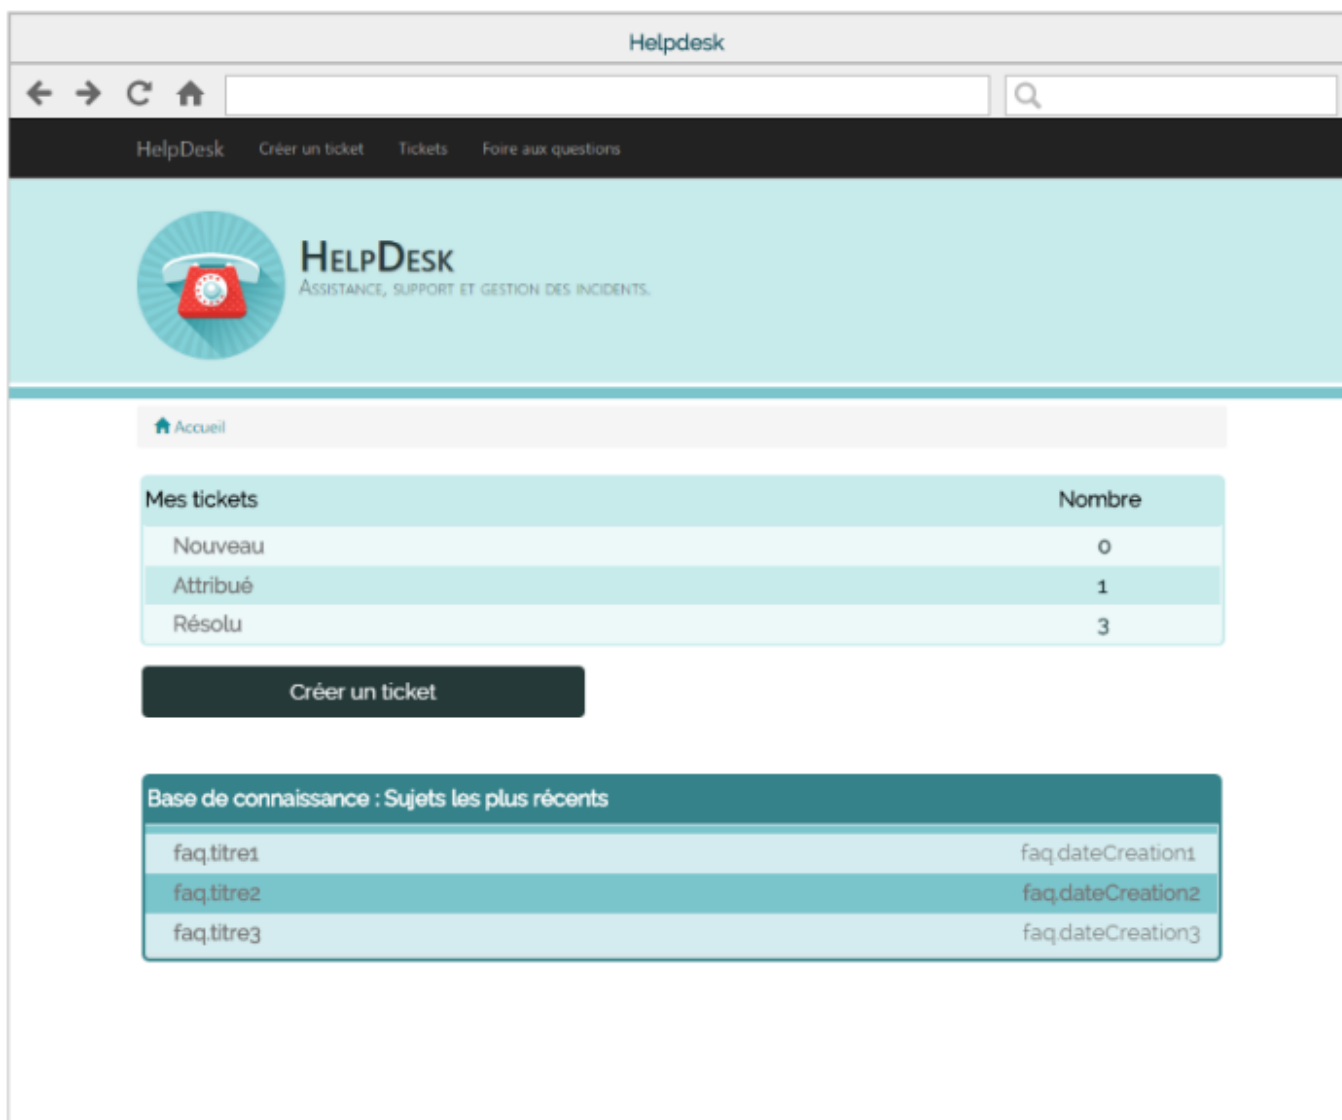 Helpdesk
HelpDesk Créer un ticket Tickets Foire aux questions
HELPDESK
ASSISTANCE, SUPPORT ET GESTION DES INCIDENTS.
Accueil
Mes tickets Nombre
Nouveau 0
Attribué 1
Résolu 3
Créer un ticket
Base de connaissance : Sujets les plus récents
faq.titre1 faq.dateCreation1
faq.titre2 faq.dateCreation2
faq.titre3 faq.dateCreation3